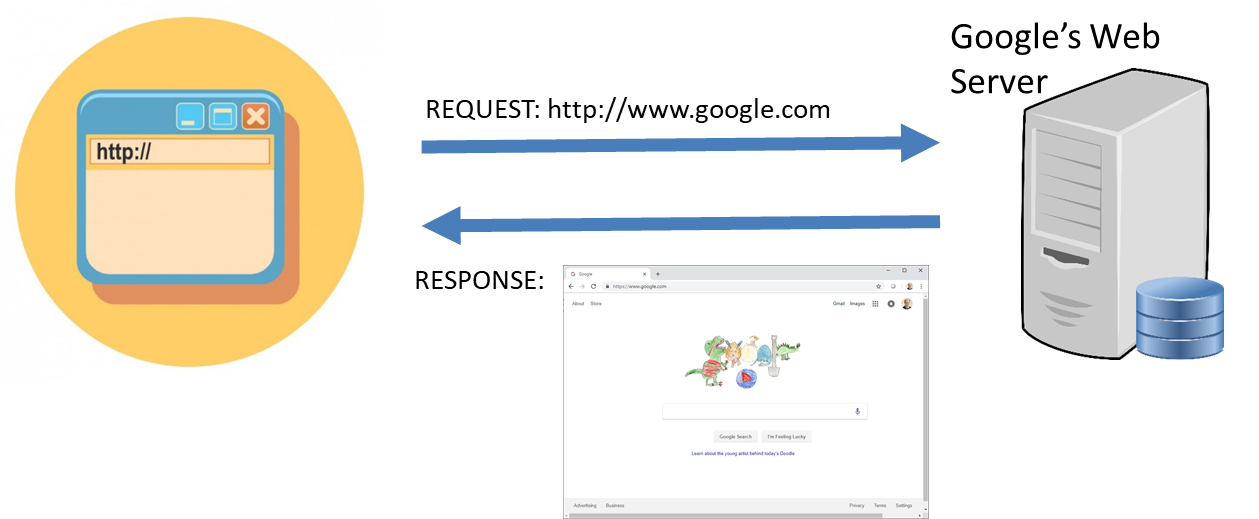 Google's Web
Server
REQUEST: http://www.google.com
http://
RESPONSE:
Google
https://www.google.com
About Store
Gmail Images
Google Search I'm Feeling Lucky
Learn about the young artist behind today's Doodle
Advertising Business
Privacy Terms Settings